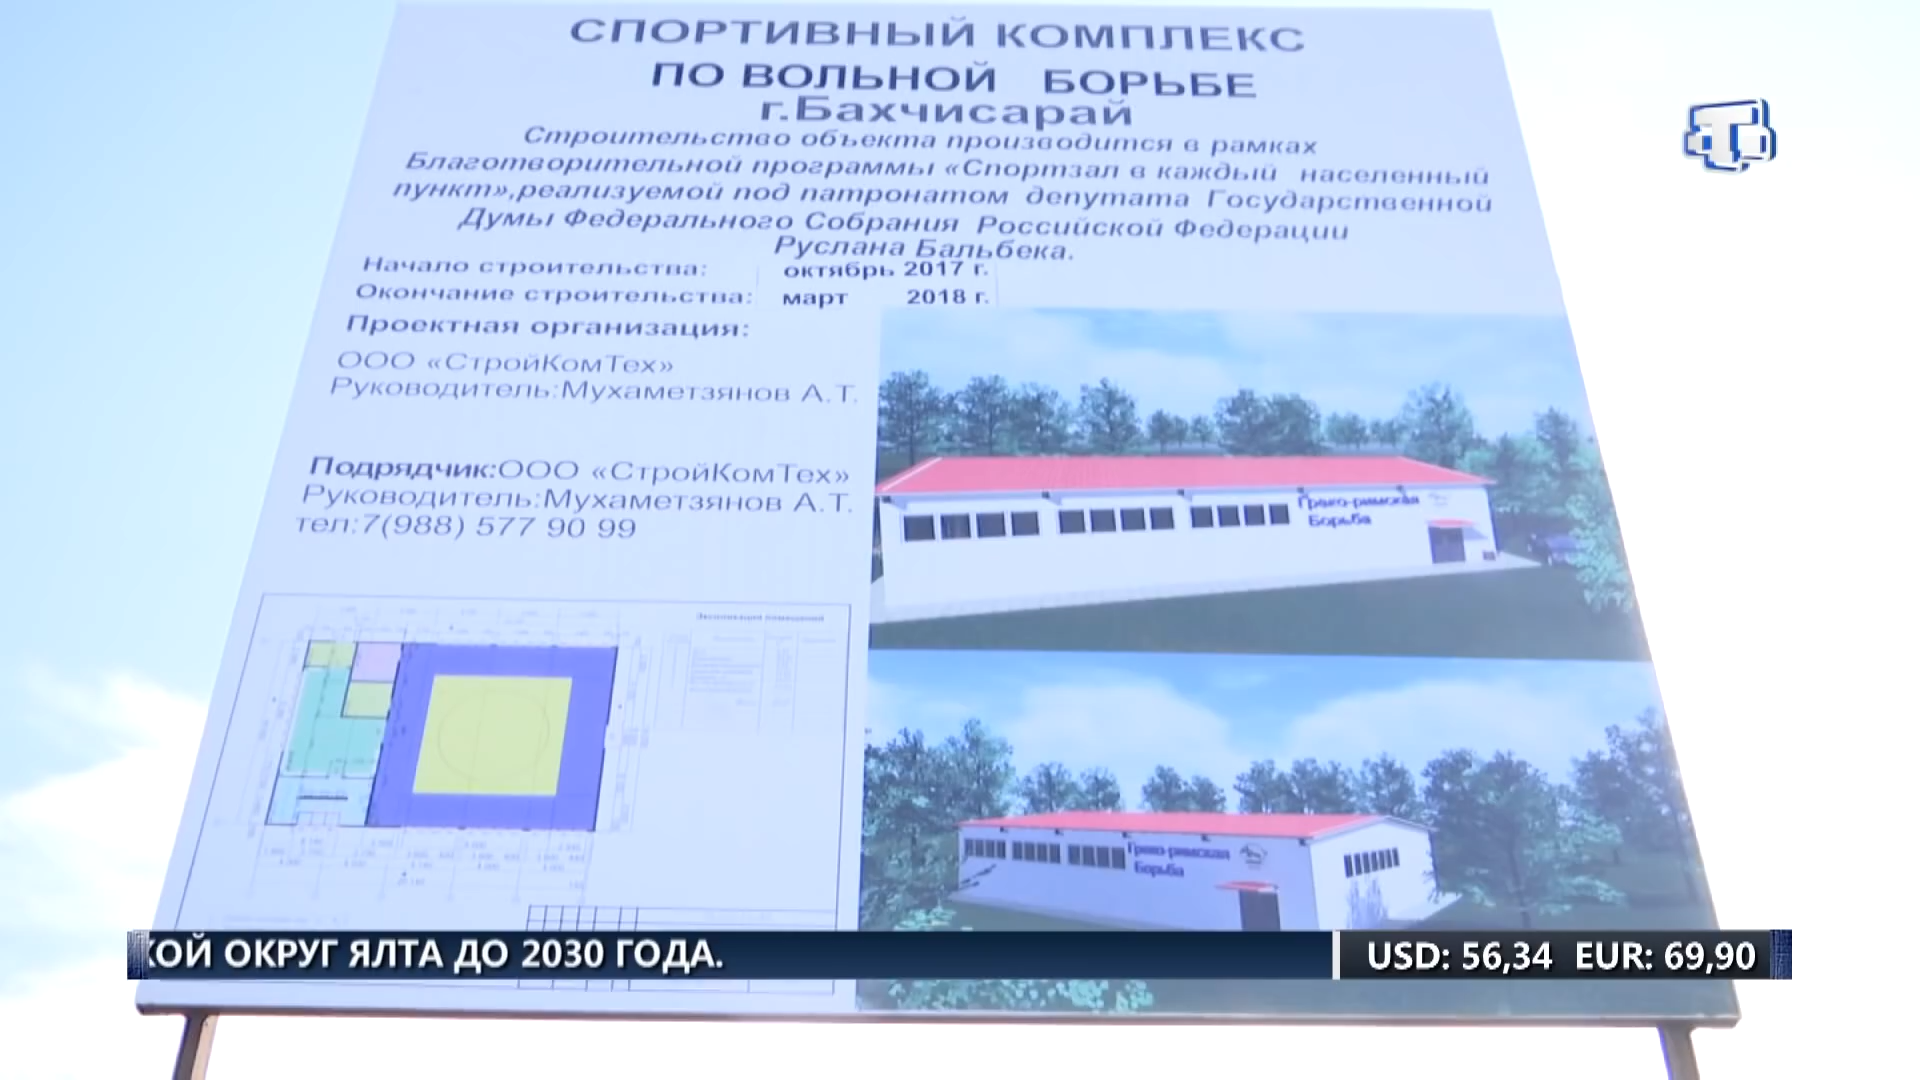 СПОРТИВНЫЙ КОМПЛЕКС
ПО ВОЛЬНОЙ БОРЬБЕ
г.Бахчисарай
Строительство объекта производится в рамках
Благотворительной программы «Спортзал в каждый населенный
пункт»,реализуемой под патронатом депутата Государственной
Думы Федерального Собрания Российской Федерации
Руслана Бальбека.
Начало строительства: октябрь 2017 г.
Окончание строительства: март 2018 г.
Проектная организация:
ООО «СтройКомТех»
Руководитель:Мухаметзянов А.Т.
Подрядчик:ООО «СтройКомТех»
Руководитель:Мухаметзянов А.Т.
тел:7(988) 577 90 99
Экспликация помещений
Греко-римская
Борьба
Греко-римская
Борьба
КОЙ ОКРУГ ЯЛТА ДО 2030 ГОДА.
USD: 56,34 EUR: 69,90